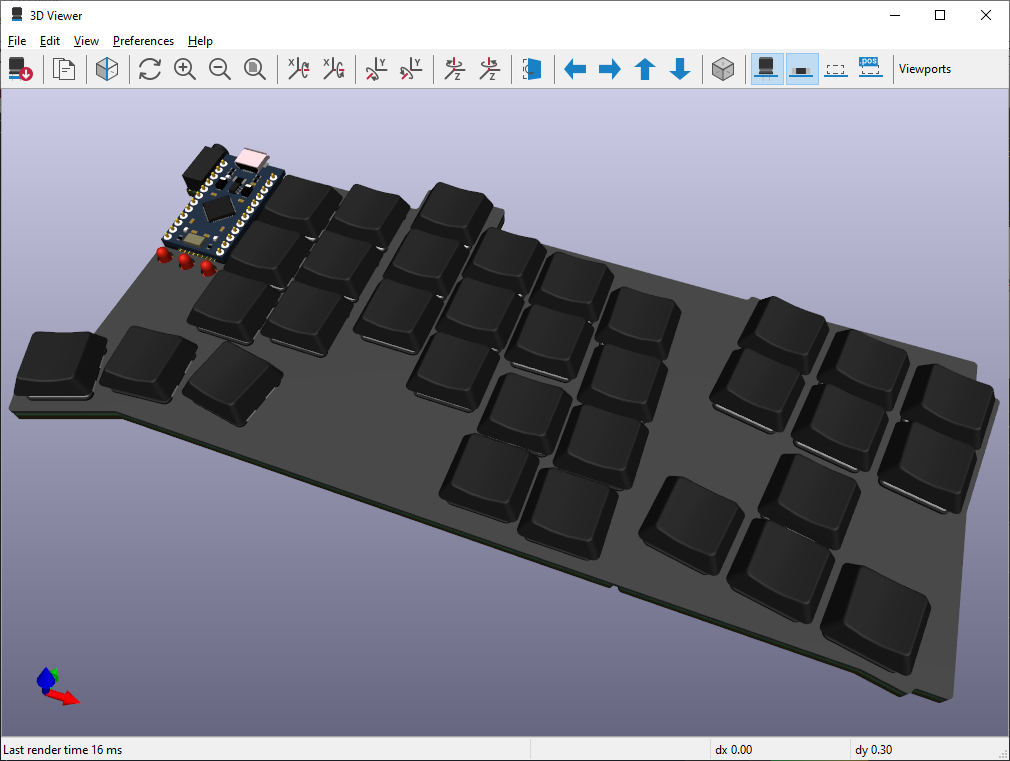 3D Viewer
File Edit View Preferences Help
X Z X Z Y X Y X Z Z .pos Viewports
Last render time 16 ms dx 0.00 dy 0.30